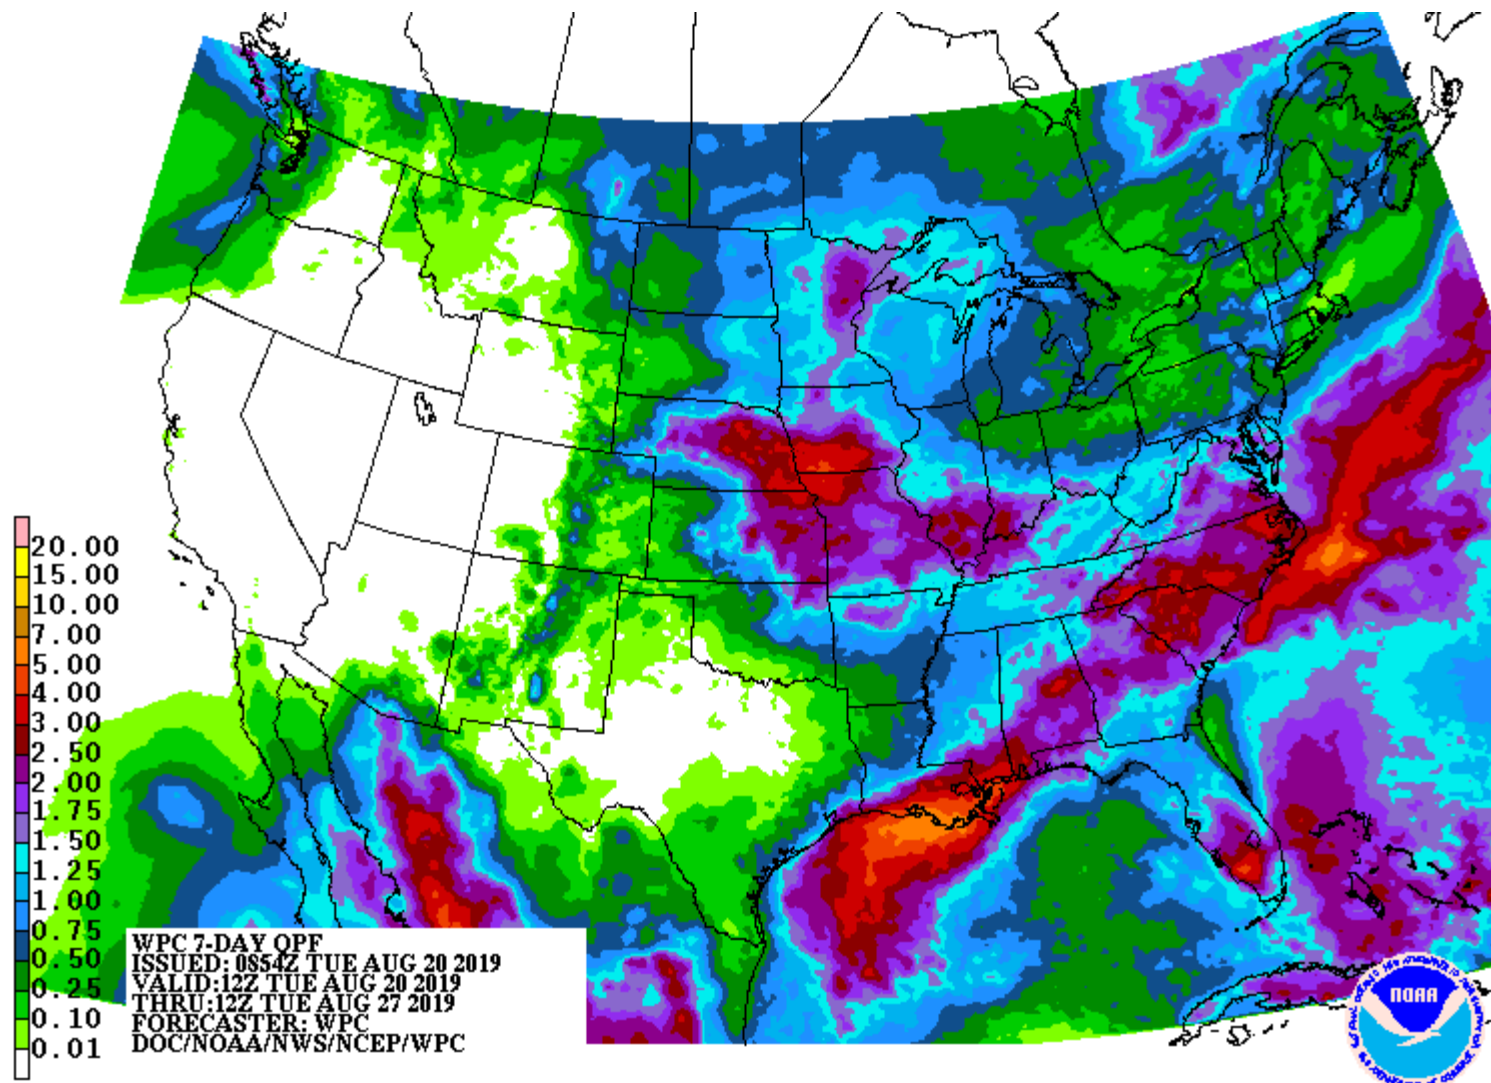 20.00
15.00
10.00
7.00
5.00
4.00
3.00
2.50
2.00
1.75
1.50
1.25
1.00
0.75
0.50
0.25
0.10
0.01
WPC 7-DAY QPF
ISSUED: 0854Z TUE AUG 20 2019
VALID:12Z TUE AUG 20 2019
THRU:12Z TUE AUG 27 2019
FORECASTER: WPC
DOC/NOAA/NWS/NCEP/WPC
NOAA